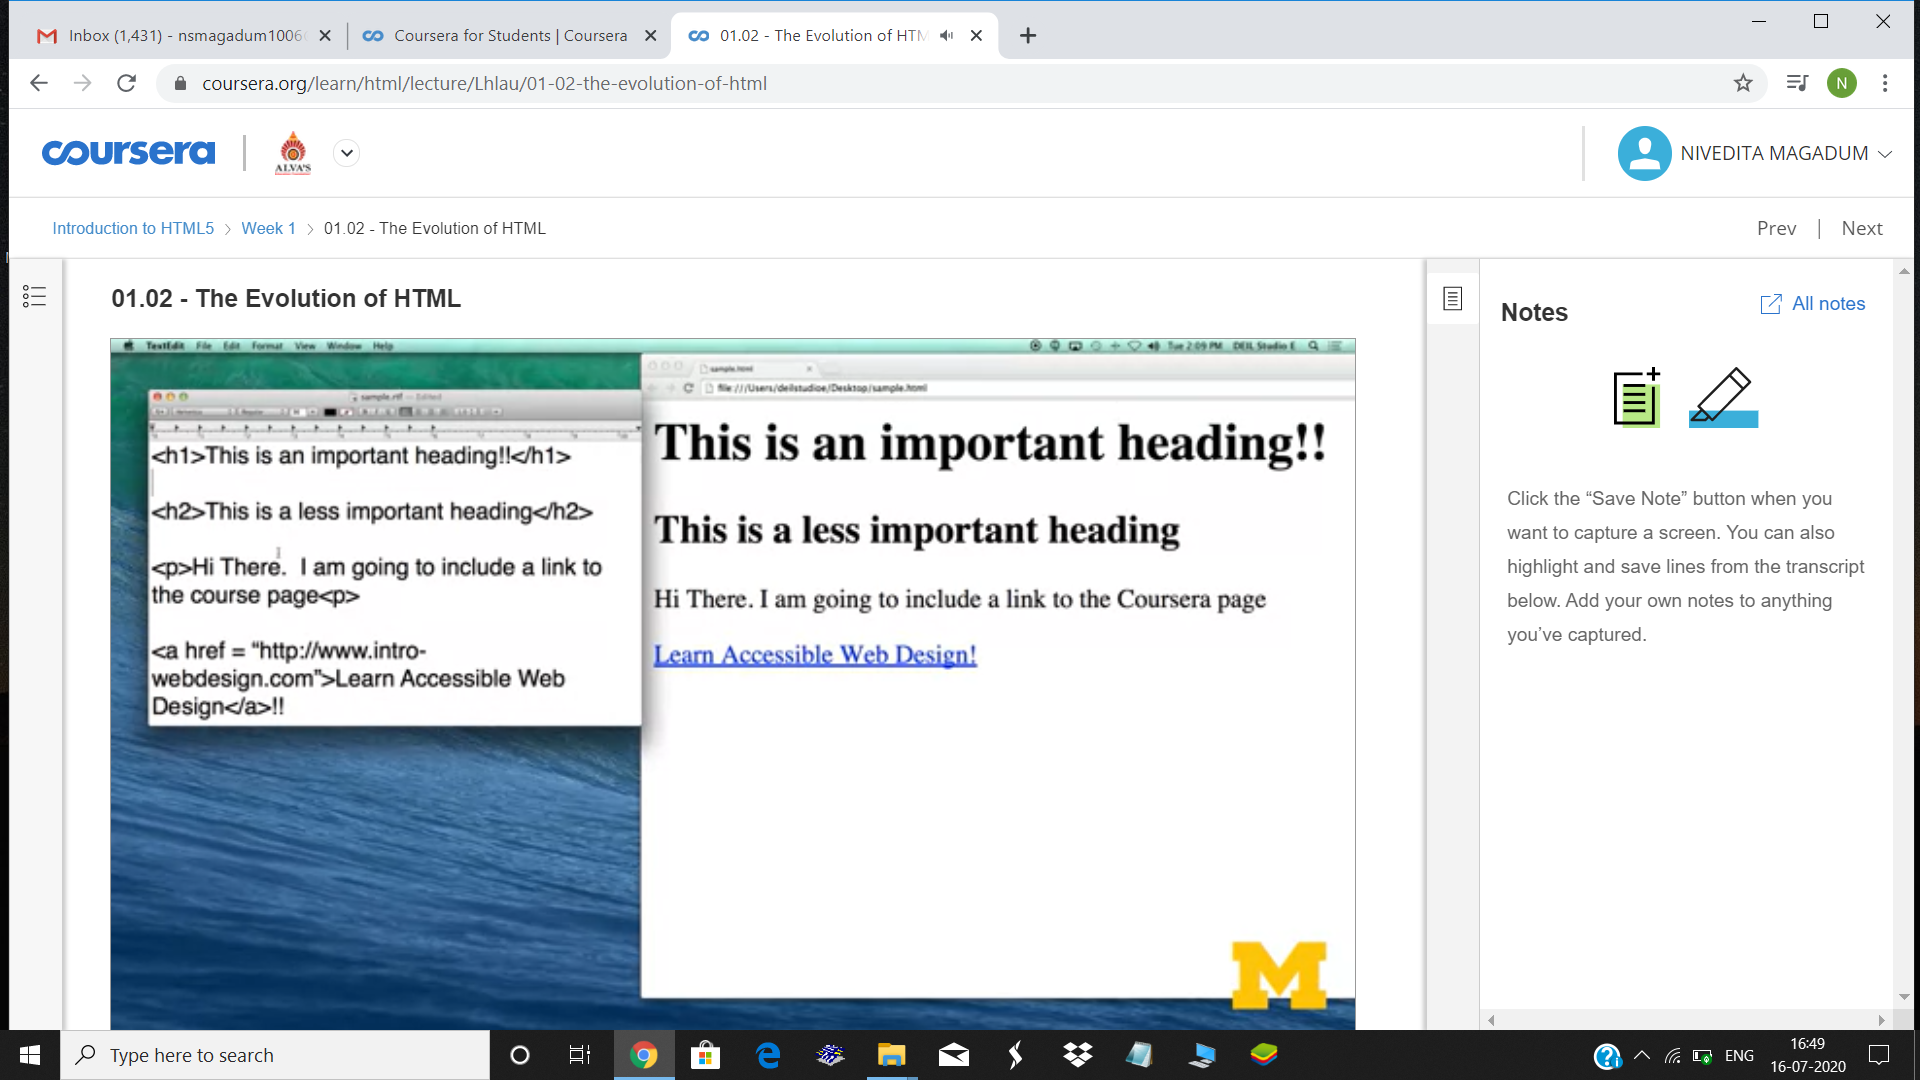 Inbox (1,431) - nsmagadum1006
Coursera for Students | Coursera
01.02 - The Evolution of HTM
coursera.org/learn/html/lecture/Lhlau/01-02-the-evolution-of-html
N
coursera
ALVA'S
NIVEDITA MAGADUM
Introduction to HTML5 > Week 1 > 01.02 - The Evolution of HTML
Prev | Next
01.02 - The Evolution of HTML
TextEdit File Edit Format View Window Help
Tue 2:09 PM DEIL Studio E
sample.rtf — Edited
<h1>This is an important heading!!</h1>
<h2>This is a less important heading</h2>
<p>Hi There.  I am going to include a link to
the course page<p>
<a href = “http://www.intro-
webdesign.com”>Learn Accessible Web
Design</a>!!
sample.html
file:///Users/deilstudioe/Desktop/sample.html
This is an important heading!!
This is a less important heading
Hi There. I am going to include a link to the Coursera page
Learn Accessible Web Design!
M
Notes
All notes
Click the “Save Note” button when you
want to capture a screen. You can also
highlight and save lines from the transcript
below. Add your own notes to anything
you’ve captured.
Type here to search
ENG
16:49
16-07-2020